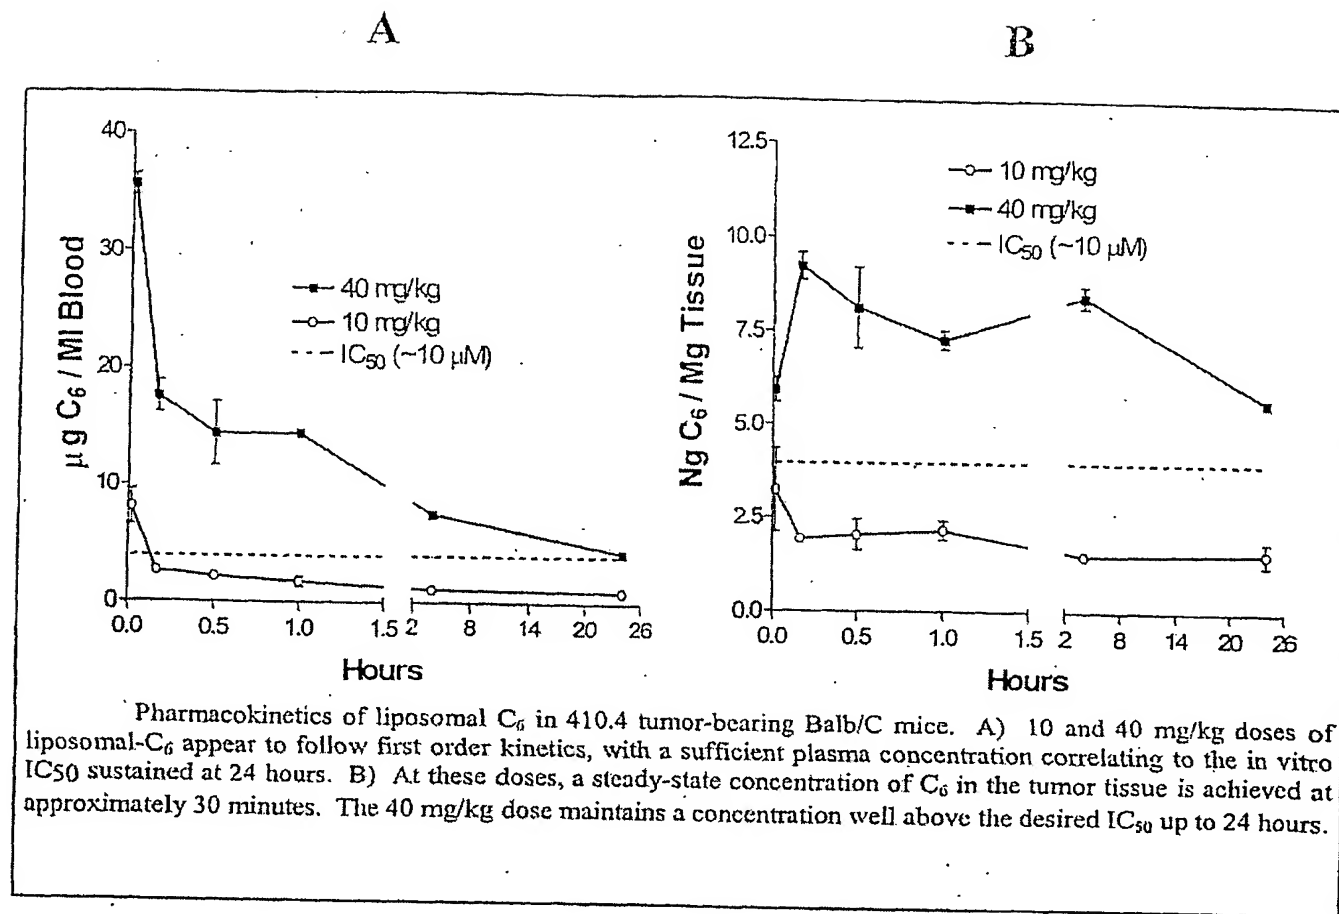 A
B
40
30
20
10
0
µg C₆ / Ml Blood
40 mg/kg
10 mg/kg
IC₅₀ (~10 µM)
0.0 0.5 1.0 1.5 2 8 14 20 26
Hours
12.5
10.0
7.5
5.0
2.5
0.0
Ng C₆ / Mg Tissue
10 mg/kg
40 mg/kg
IC₅₀ (~10 µM)
0.0 0.5 1.0 1.5 2 8 14 20 26
Hours
Pharmacokinetics of liposomal C₆ in 410.4 tumor-bearing Balb/C mice. A) 10 and 40 mg/kg doses of
liposomal-C₆ appear to follow first order kinetics, with a sufficient plasma concentration correlating to the in vitro
IC50 sustained at 24 hours. B) At these doses, a steady-state concentration of C₆ in the tumor tissue is achieved at
approximately 30 minutes. The 40 mg/kg dose maintains a concentration well above the desired IC₅₀ up to 24 hours.